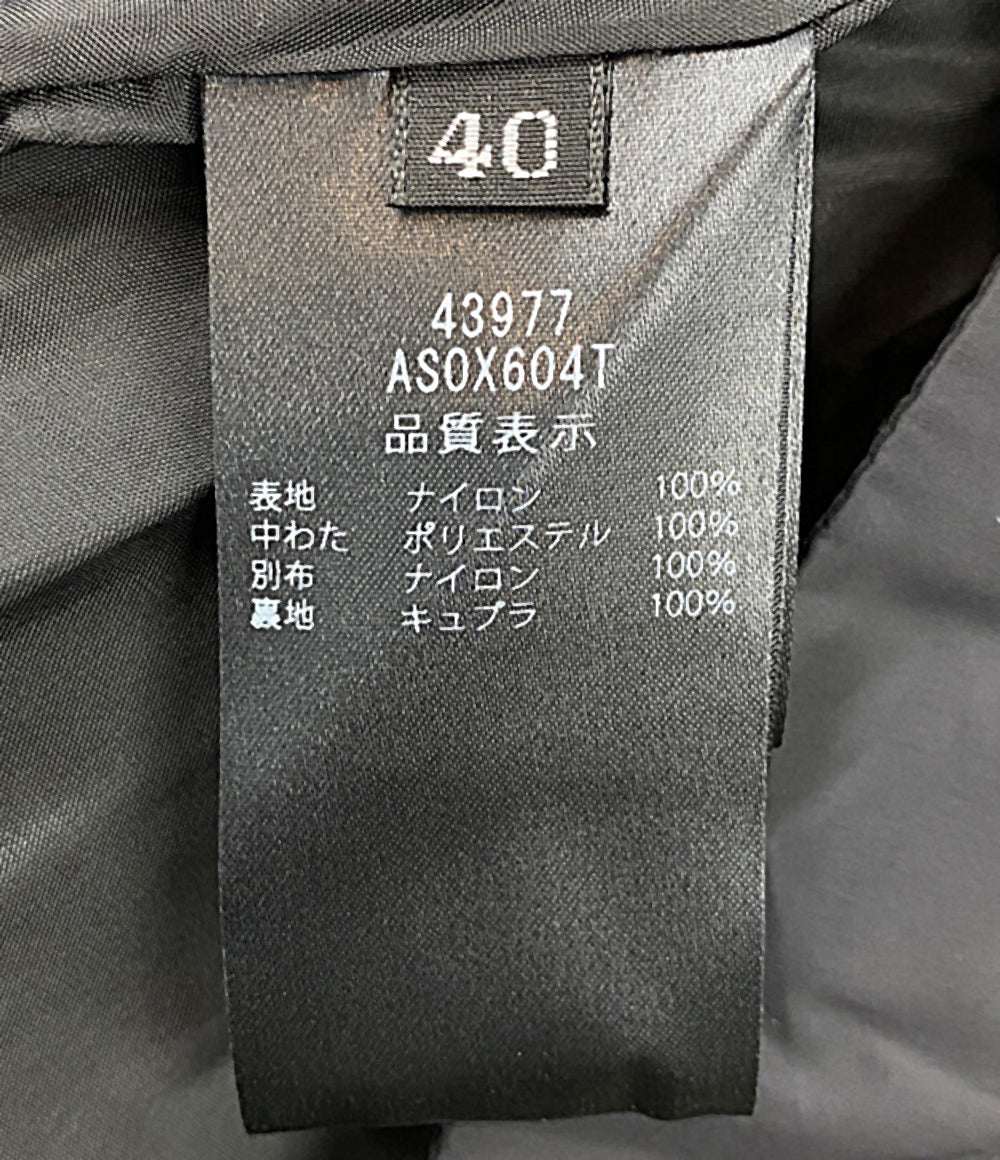 40
43977
ASOX604T
品質表示
表地 ナイロン 100%
中わた ポリエステル 100%
別布 ナイロン 100%
裏地 キュプラ 100%